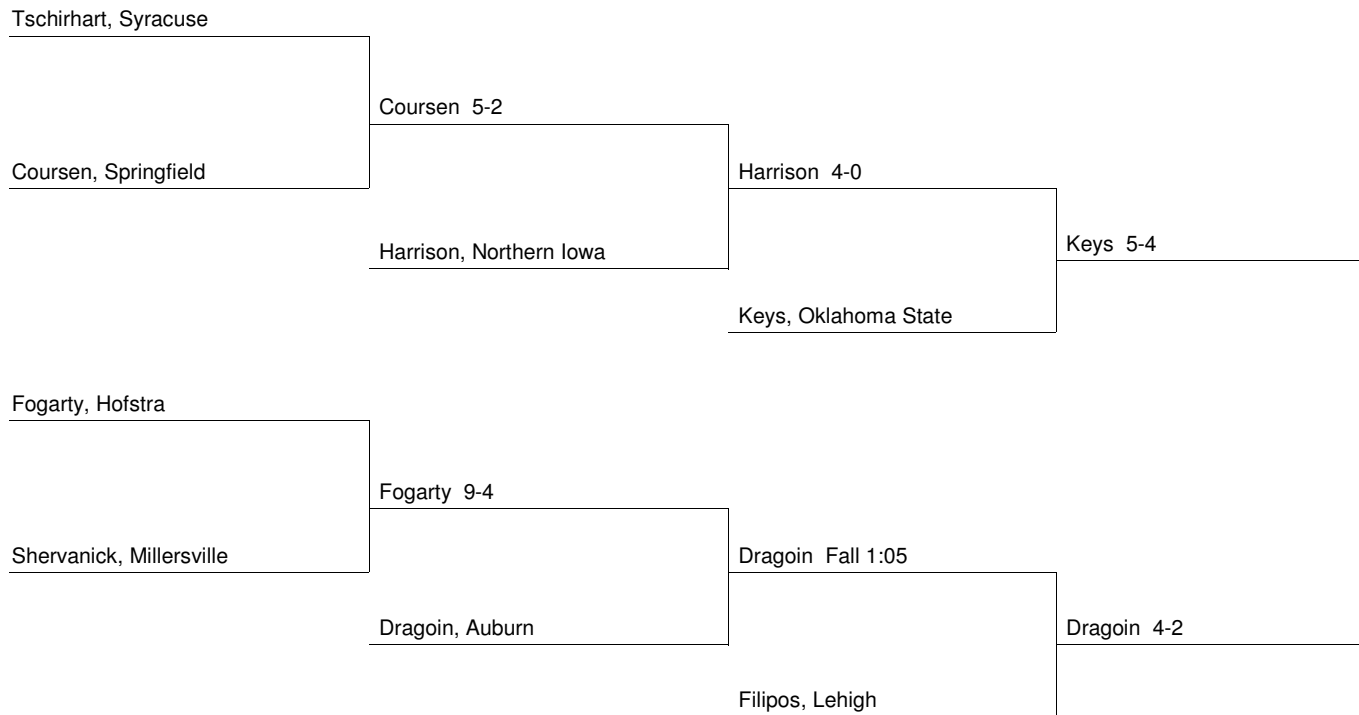 Tschirhart, Syracuse
Coursen 5-2
Coursen, Springfield
Harrison 4-0
Harrison, Northern Iowa
Keys 5-4
Keys, Oklahoma State
Fogarty, Hofstra
Fogarty 9-4
Shervanick, Millersville
Dragoin Fall 1:05
Dragoin, Auburn
Dragoin 4-2
Filipos, Lehigh